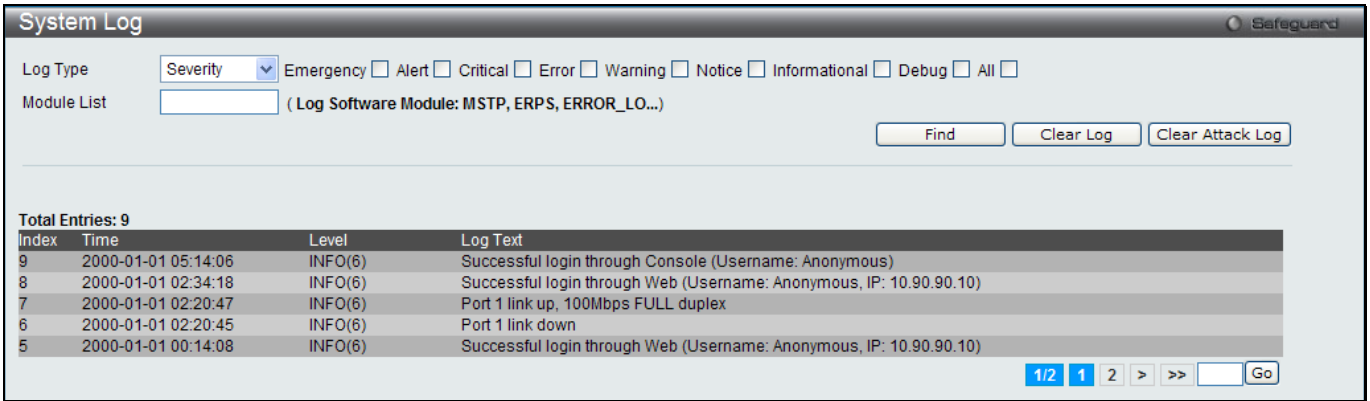 System Log Safeguard
Log Type Severity Emergency Alert Critical Error Warning Notice Informational Debug All
Module List ( Log Software Module: MSTP, ERPS, ERROR_LO...)
Find Clear Log Clear Attack Log
Total Entries: 9
Index Time Level Log Text
9 2000-01-01 05:14:06 INFO(6) Successful login through Console (Username: Anonymous)
8 2000-01-01 02:34:18 INFO(6) Successful login through Web (Username: Anonymous, IP: 10.90.90.10)
7 2000-01-01 02:20:47 INFO(6) Port 1 link up, 100Mbps FULL duplex
6 2000-01-01 02:20:45 INFO(6) Port 1 link down
5 2000-01-01 00:14:08 INFO(6) Successful login through Web (Username: Anonymous, IP: 10.90.90.10)
1/2 1 2 > >> Go